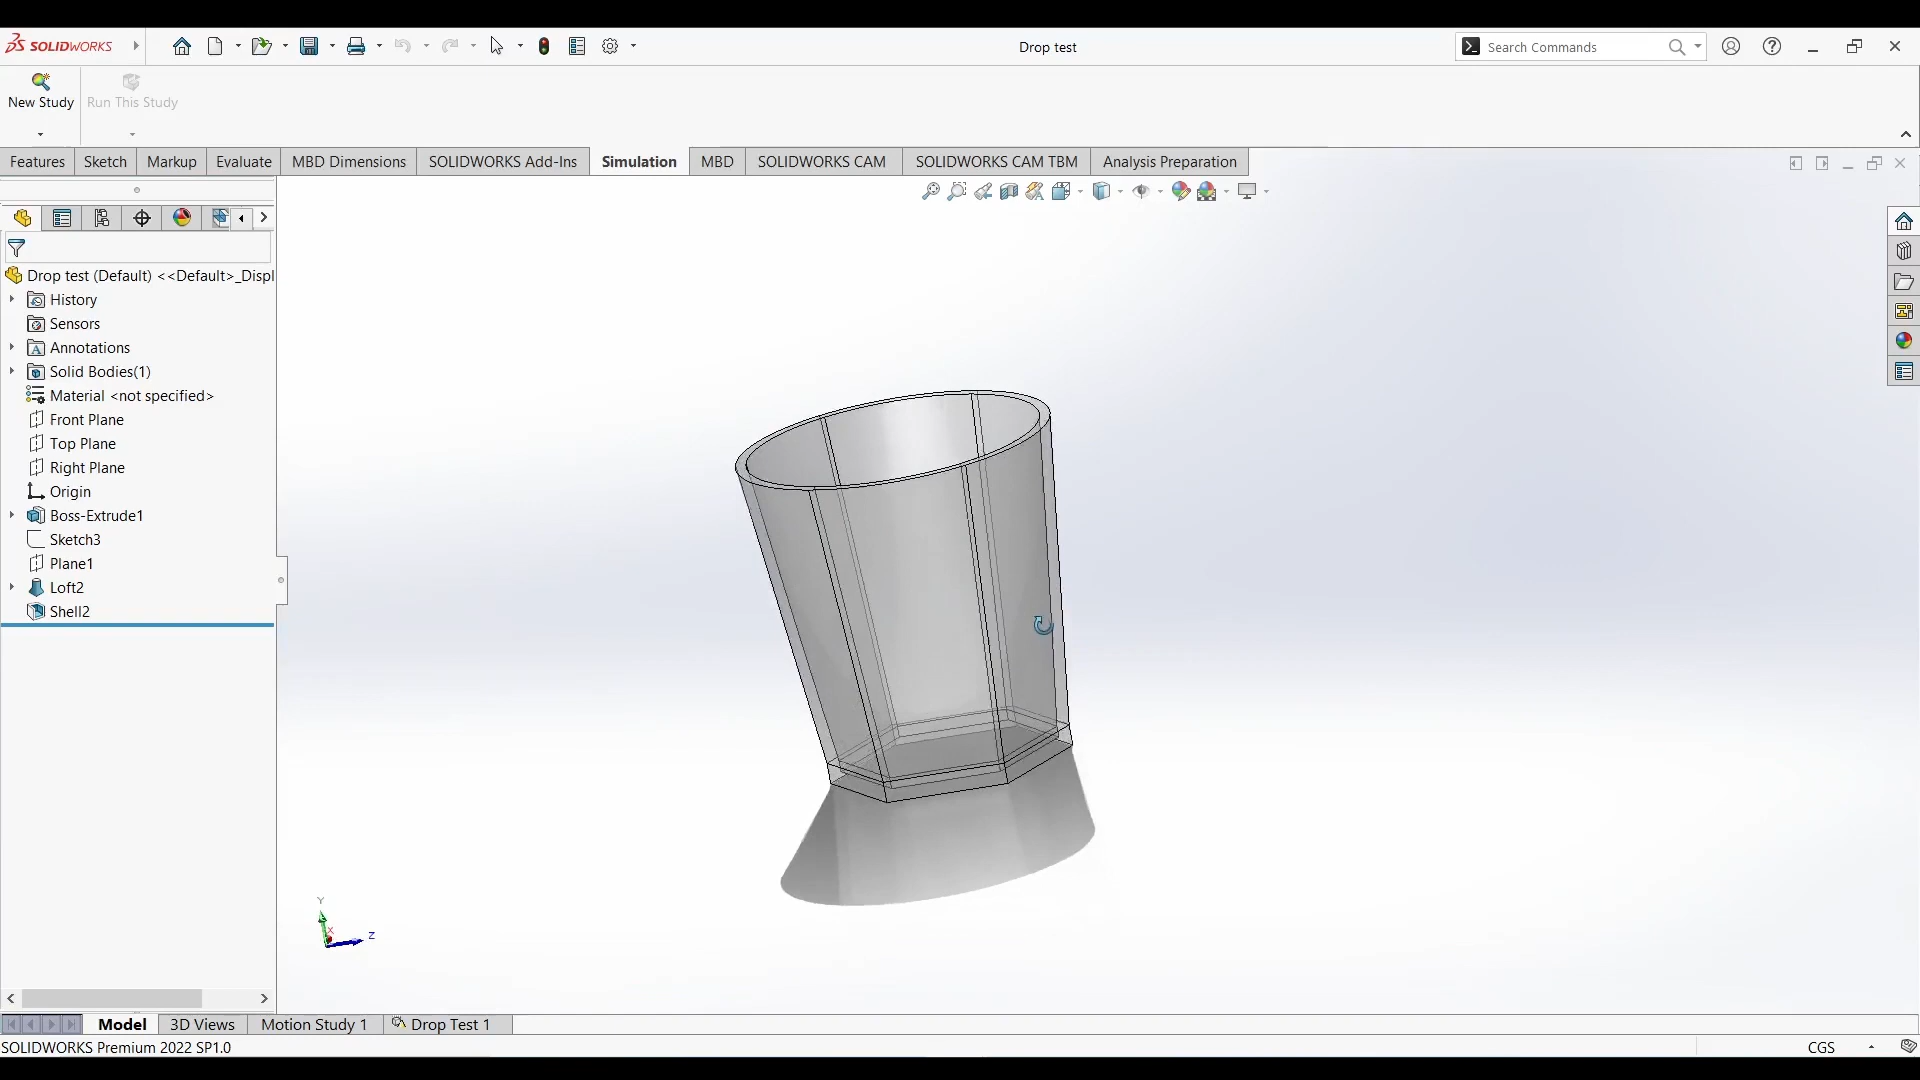 SOLIDWORKS
Drop test
Search Commands
New Study
Run This Study
Features
Sketch
Markup
Evaluate
MBD Dimensions
SOLIDWORKS Add-Ins
Simulation
MBD
SOLIDWORKS CAM
SOLIDWORKS CAM TBM
Analysis Preparation
Drop test (Default) <<Default>_Displ
History
Sensors
Annotations
Solid Bodies(1)
Material <not specified>
Front Plane
Top Plane
Right Plane
Origin
Boss-Extrude1
Sketch3
Plane1
Loft2
Shell2
Y
X
Z
Model
3D Views
Motion Study 1
Drop Test 1
SOLIDWORKS Premium 2022 SP1.0
CGS